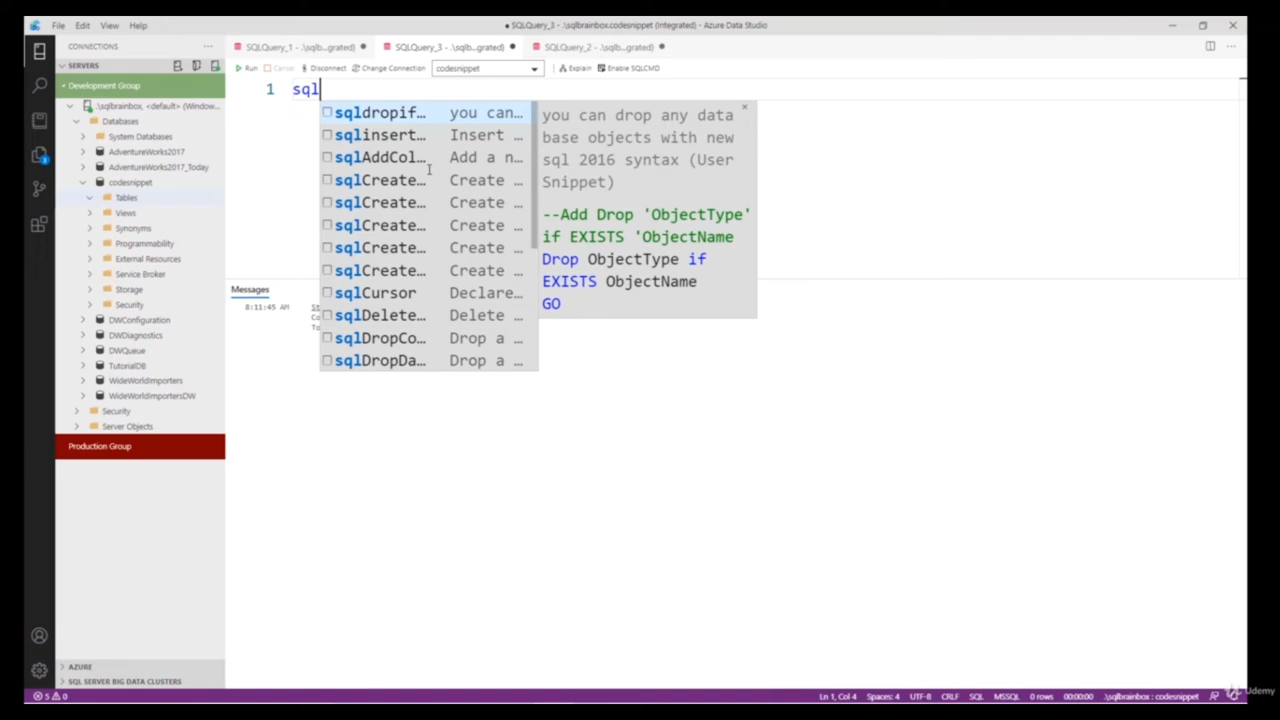 File Edit View Help
● SQLQuery_3 - .\sqlbrainbox.codesnippet (Integrated) - Azure Data Studio
CONNECTIONS ···
SERVERS
Development Group
.\sqlbrainbox, <default> (Window...
Databases
System Databases
AdventureWorks2017
AdventureWorks2017_Today
codesnippet
Tables
Views
Synonyms
Programmability
External Resources
Service Broker
Storage
Security
DWConfiguration
DWDiagnostics
DWQueue
TutorialDB
WideWorldImporters
WideWorldImportersDW
Security
Server Objects
Production Group
AZURE
SQL SERVER BIG DATA CLUSTERS
SQLQuery_1 - .\sqlb...grated) ●
SQLQuery_3 - .\sqlb...grated) ●
SQLQuery_2 - .\sqlb...grated) ●
Run Cancel Disconnect Change Connection codesnippet Explain Enable SQLCMD
1 sql
sqldropif… you can…
sqlinsert… Insert …
sqlAddCol… Add a n…
sqlCreate… Create …
sqlCreate… Create …
sqlCreate… Create …
sqlCreate… Create …
sqlCreate… Create …
sqlCursor Declare…
sqlDelete… Delete …
sqlDropCo… Drop a …
sqlDropDa… Drop a …
you can drop any data
base objects with new
sql 2016 syntax (User
Snippet)
--Add Drop 'ObjectType'
if EXISTS 'ObjectName
Drop ObjectType if
EXISTS ObjectName
GO
Messages
8:11:45 AM
3
5 0
Ln 1, Col 4 Spaces: 4 UTF-8 CRLF SQL MSSQL 0 rows 00:00:00 .\sqlbrainbox : codesnippet
Udemy